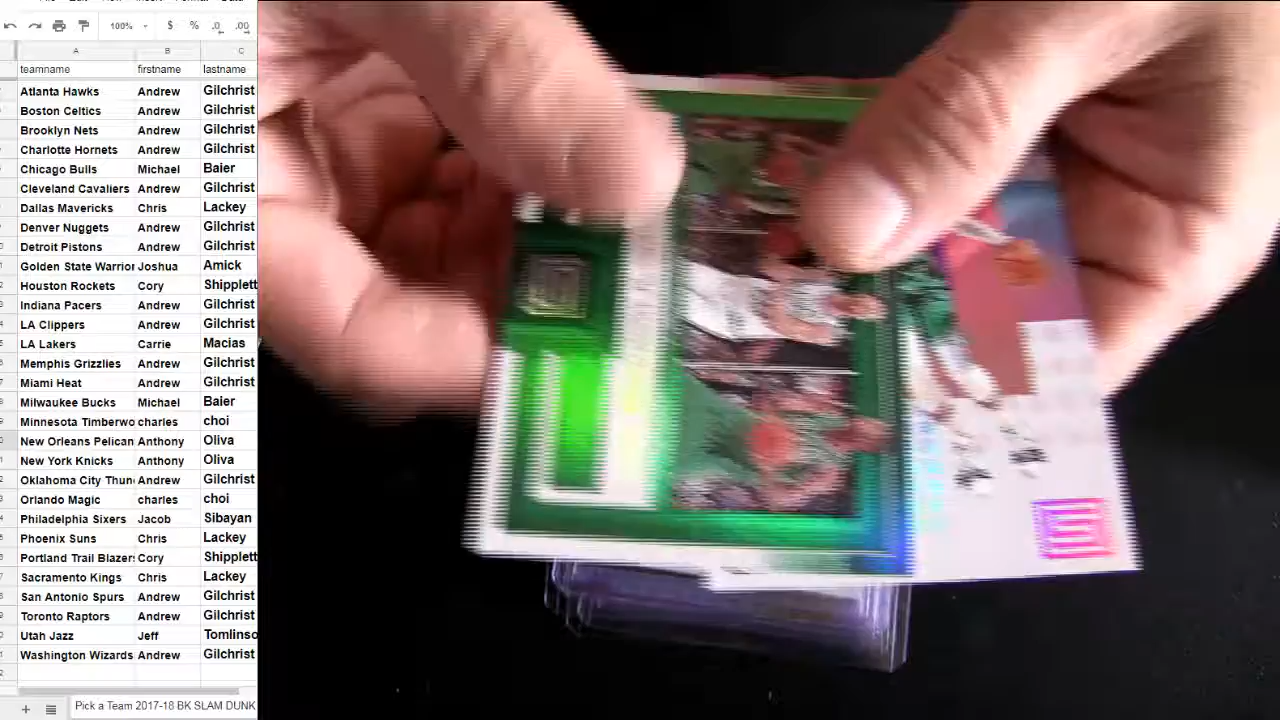 100% $ % .0 .00
A B C
teamname firstname lastname
Atlanta Hawks Andrew Gilchrist
Boston Celtics Andrew Gilchrist
Brooklyn Nets Andrew Gilchrist
Charlotte Hornets Andrew Gilchrist
Chicago Bulls Michael Baier
Cleveland Cavaliers Andrew Gilchrist
Dallas Mavericks Chris Lackey
Denver Nuggets Andrew Gilchrist
Detroit Pistons Andrew Gilchrist
Golden State Warrior Joshua Amick
Houston Rockets Cory Shipplett
Indiana Pacers Andrew Gilchrist
LA Clippers Andrew Gilchrist
LA Lakers Carrie Macias
Memphis Grizzlies Andrew Gilchrist
Miami Heat Andrew Gilchrist
Milwaukee Bucks Michael Baier
Minnesota Timberwo charles choi
New Orleans Pelican Anthony Oliva
New York Knicks Anthony Oliva
Oklahoma City Thun Andrew Gilchrist
Orlando Magic charles choi
Philadelphia Sixers Jacob Sibayan
Phoenix Suns Chris Lackey
Portland Trail Blazer Cory Shipplett
Sacramento Kings Chris Lackey
San Antonio Spurs Andrew Gilchrist
Toronto Raptors Andrew Gilchrist
Utah Jazz Jeff Tomlinso
Washington Wizards Andrew Gilchrist
Pick a Team 2017-18 BK SLAM DUNK